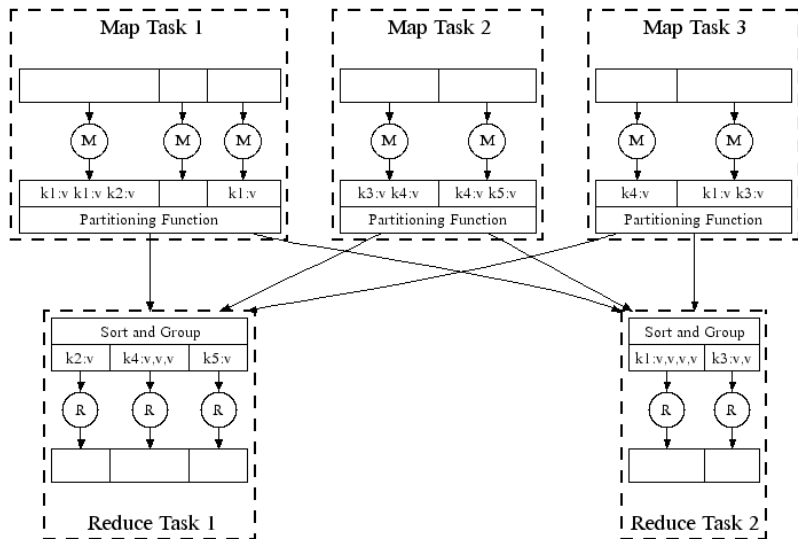 Map Task 1
Map Task 2
Map Task 3
M M M
M M
M M
k1:v k1:v k2:v
k1:v
k3:v k4:v
k4:v k5:v
k4:v
k1:v k3:v
Partitioning Function
Partitioning Function
Partitioning Function
Sort and Group
Sort and Group
k2:v
k4:v,v,v
k5:v
k1:v,v,v,v
k3:v,v
R R R
R R
Reduce Task 1
Reduce Task 2